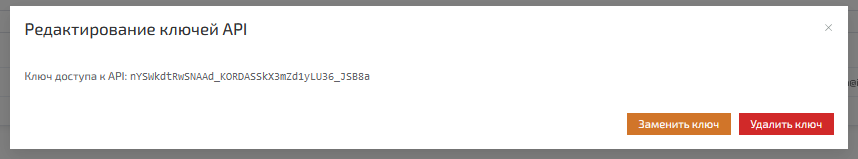 Редактирование ключей API
×
Ключ доступа к API: nYSWkdtRwSNAAd_KORDASSkX3mZd1yLU36_JSB8a
Заменить ключ
Удалить ключ